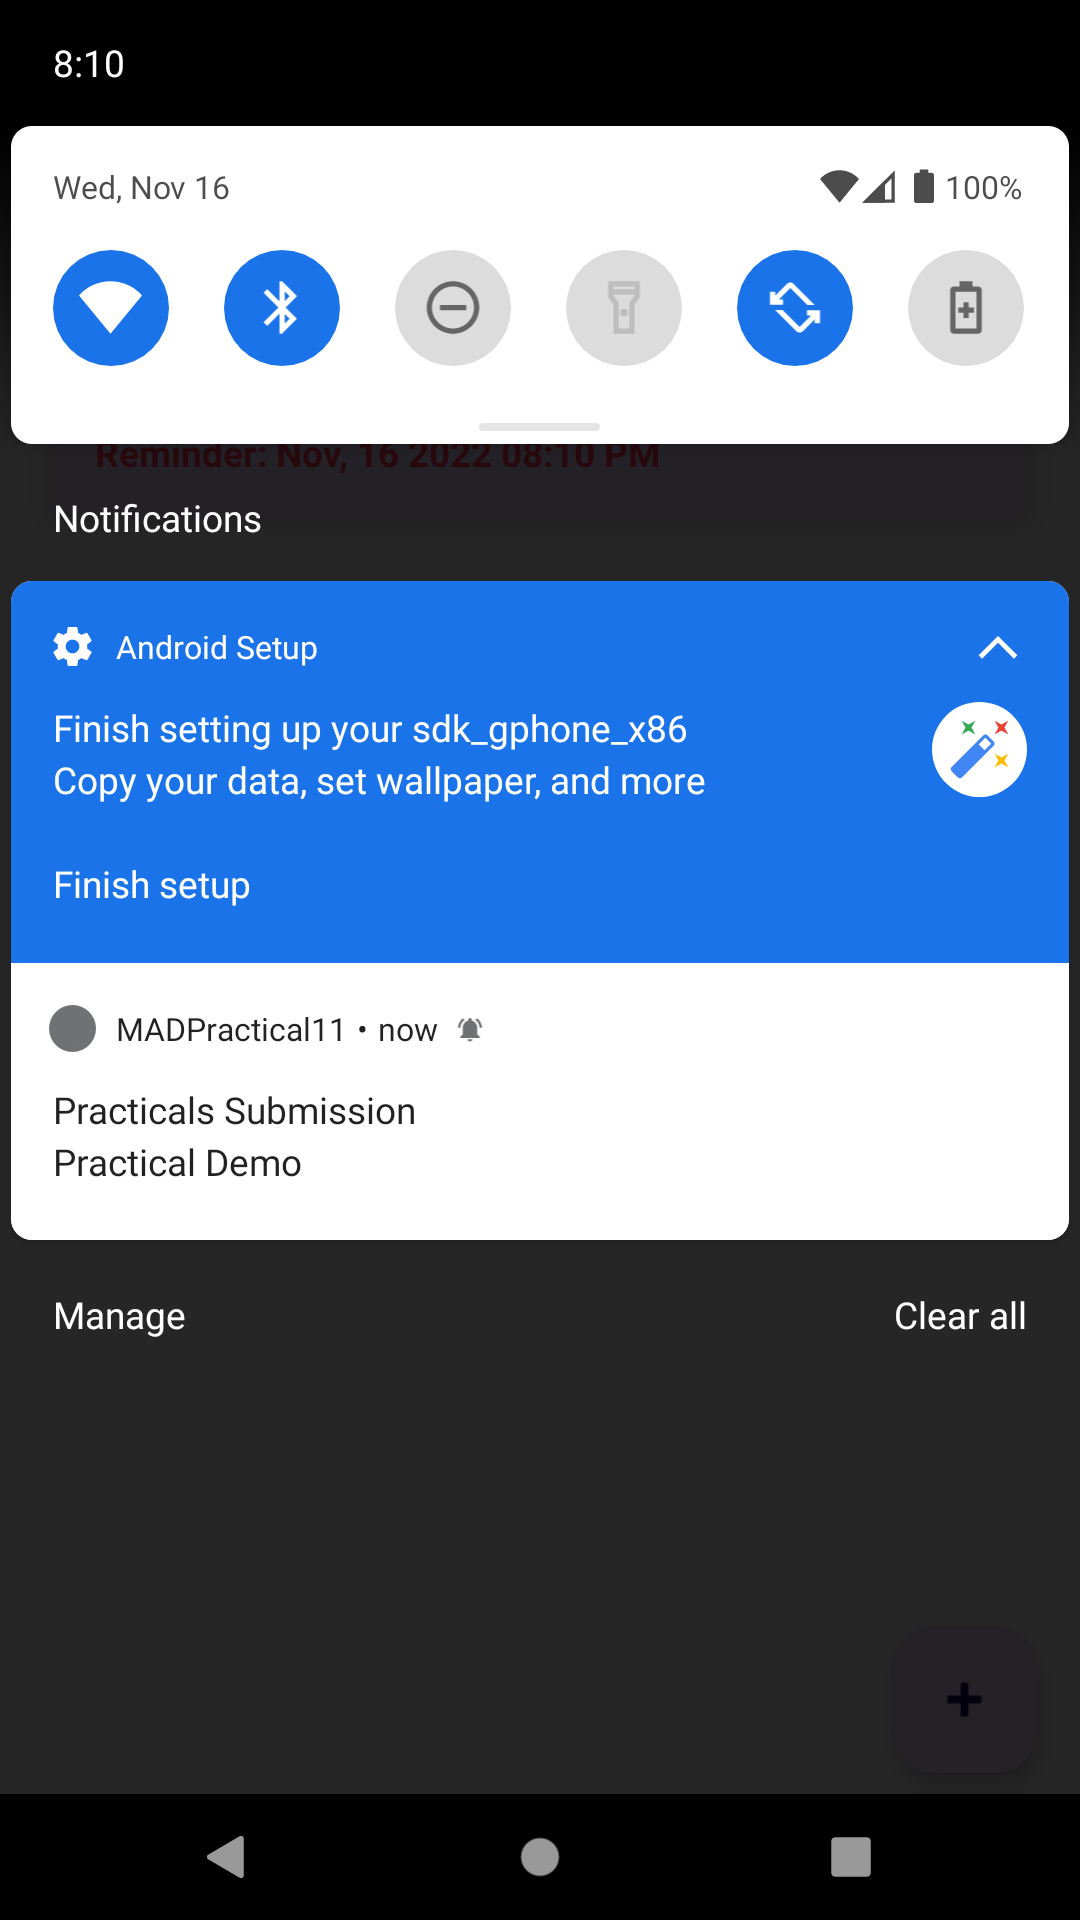 8:10
Wed, Nov 16
100%
Reminder: Nov, 16 2022 08:10 PM
Notifications
Android Setup
Finish setting up your sdk_gphone_x86
Copy your data, set wallpaper, and more
Finish setup
MADPractical11 • now
Practicals Submission
Practical Demo
Manage
Clear all